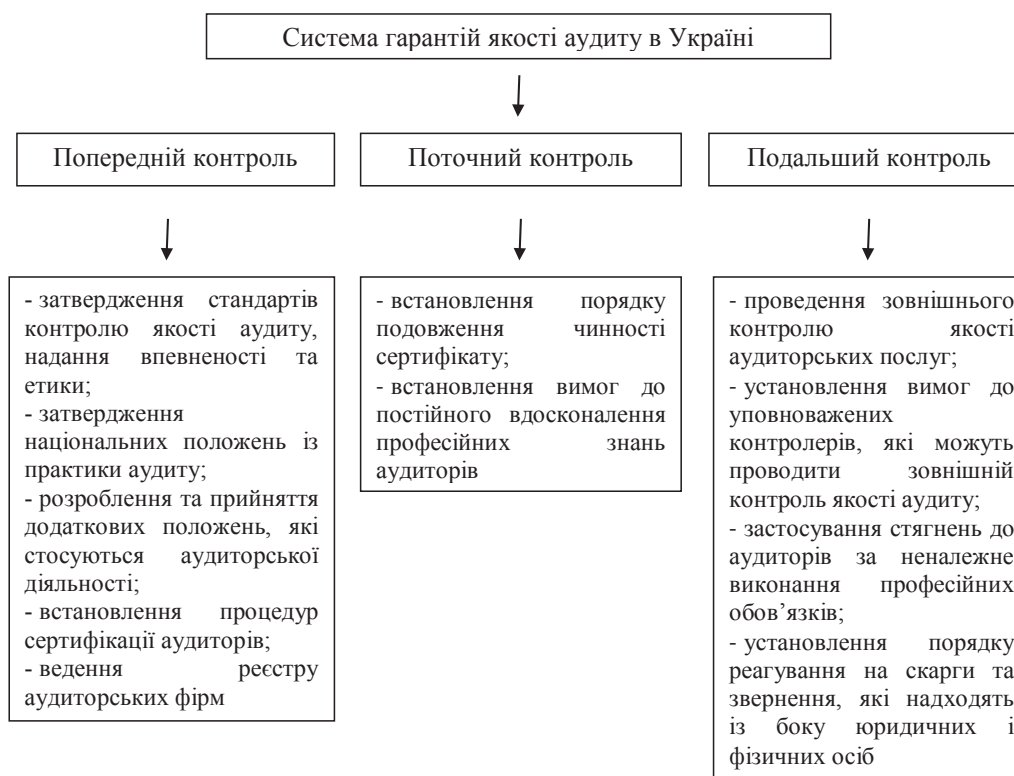 Система гарантій якості аудиту в Україні
Попередній контроль
Поточний контроль
Подальший контроль
- затвердження стандартів
контролю якості аудиту,
надання впевненості та
етики;
- затвердження
національних положень із
практики аудиту;
- розроблення та прийняття
додаткових положень, які
стосуються аудиторської
діяльності;
- встановлення процедур
сертифікації аудиторів;
- ведення реєстру
аудиторських фірм
- встановлення порядку
подовження чинності
сертифікату;
- встановлення вимог до
постійного вдосконалення
професійних знань
аудиторів
- проведення зовнішнього
контролю якості
аудиторських послуг;
- установлення вимог до
уповноважених
контролерів, які можуть
проводити зовнішній
контроль якості аудиту;
- застосування стягнень до
аудиторів за неналежне
виконання професійних
обов’язків;
- установлення порядку
реагування на скарги та
звернення, які надходять
із боку юридичних і
фізичних осіб